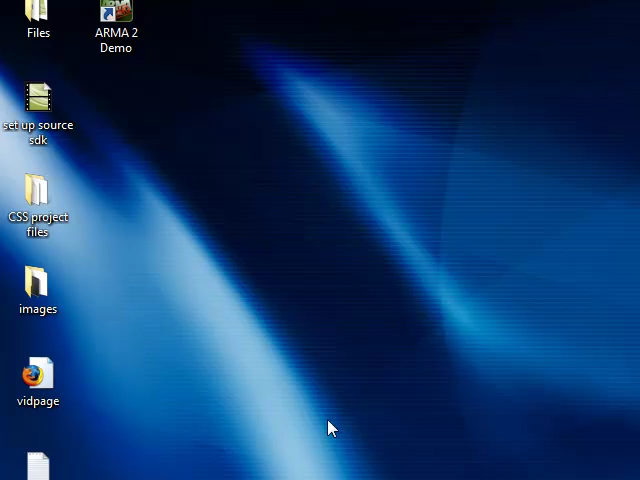 Files
ARMA 2
Demo
set up source
sdk
CSS project
files
images
vidpage